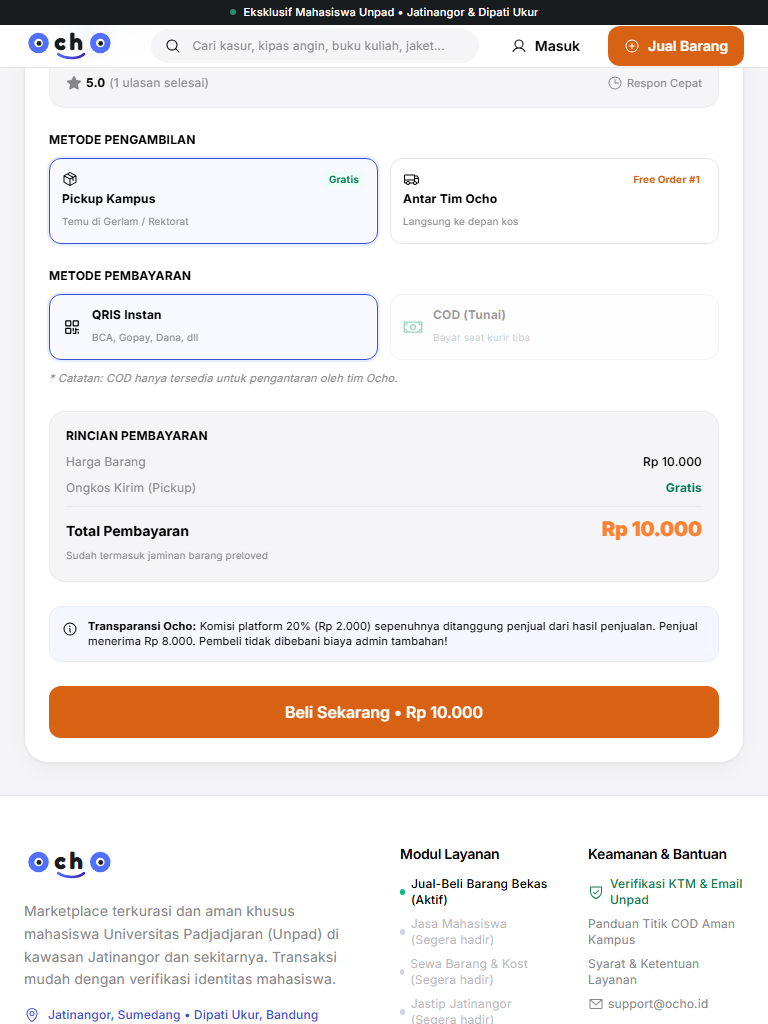 Eksklusif Mahasiswa Unpad • Jatinangor & Dipati Ukur
ocho
Cari kasur, kipas angin, buku kuliah, jaket...
Masuk
Jual Barang
5.0 (1 ulasan selesai)
Respon Cepat
METODE PENGAMBILAN
Gratis
Pickup Kampus
Temu di Gerlam / Rektorat
Free Order #1
Antar Tim Ocho
Langsung ke depan kos
METODE PEMBAYARAN
QRIS Instan
BCA, Gopay, Dana, dll
COD (Tunai)
Bayar saat kurir tiba
* Catatan: COD hanya tersedia untuk pengantaran oleh tim Ocho.
RINCIAN PEMBAYARAN
Harga Barang Rp 10.000
Ongkos Kirim (Pickup) Gratis
Total Pembayaran Rp 10.000
Sudah termasuk jaminan barang preloved
Transparansi Ocho: Komisi platform 20% (Rp 2.000) sepenuhnya ditanggung penjual dari hasil penjualan. Penjual
menerima Rp 8.000. Pembeli tidak dibebani biaya admin tambahan!
Beli Sekarang • Rp 10.000
ocho
Marketplace terkurasi dan aman khusus
mahasiswa Universitas Padjadjaran (Unpad) di
kawasan Jatinangor dan sekitarnya. Transaksi
mudah dengan verifikasi identitas mahasiswa.
Jatinangor, Sumedang • Dipati Ukur, Bandung
Modul Layanan
Jual-Beli Barang Bekas
(Aktif)
Jasa Mahasiswa
(Segera hadir)
Sewa Barang & Kost
(Segera hadir)
Jastip Jatinangor
(Segera hadir)
Keamanan & Bantuan
Verifikasi KTM & Email
Unpad
Panduan Titik COD Aman
Kampus
Syarat & Ketentuan
Layanan
support@ocho.id